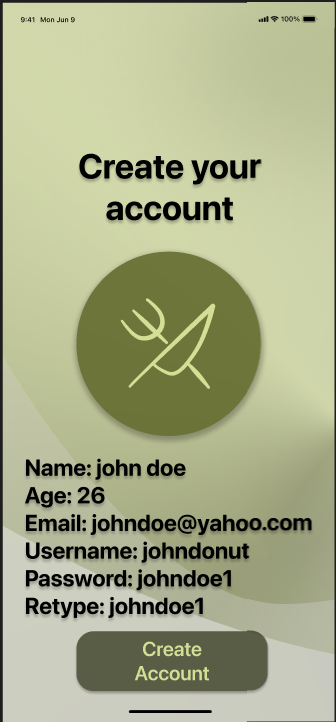 9:41 Mon Jun 9
100%
Create your
account
Name: john doe
Age: 26
Email: johndoe@yahoo.com
Username: johndonut
Password: johndoe1
Retype: johndoe1
Create
Account